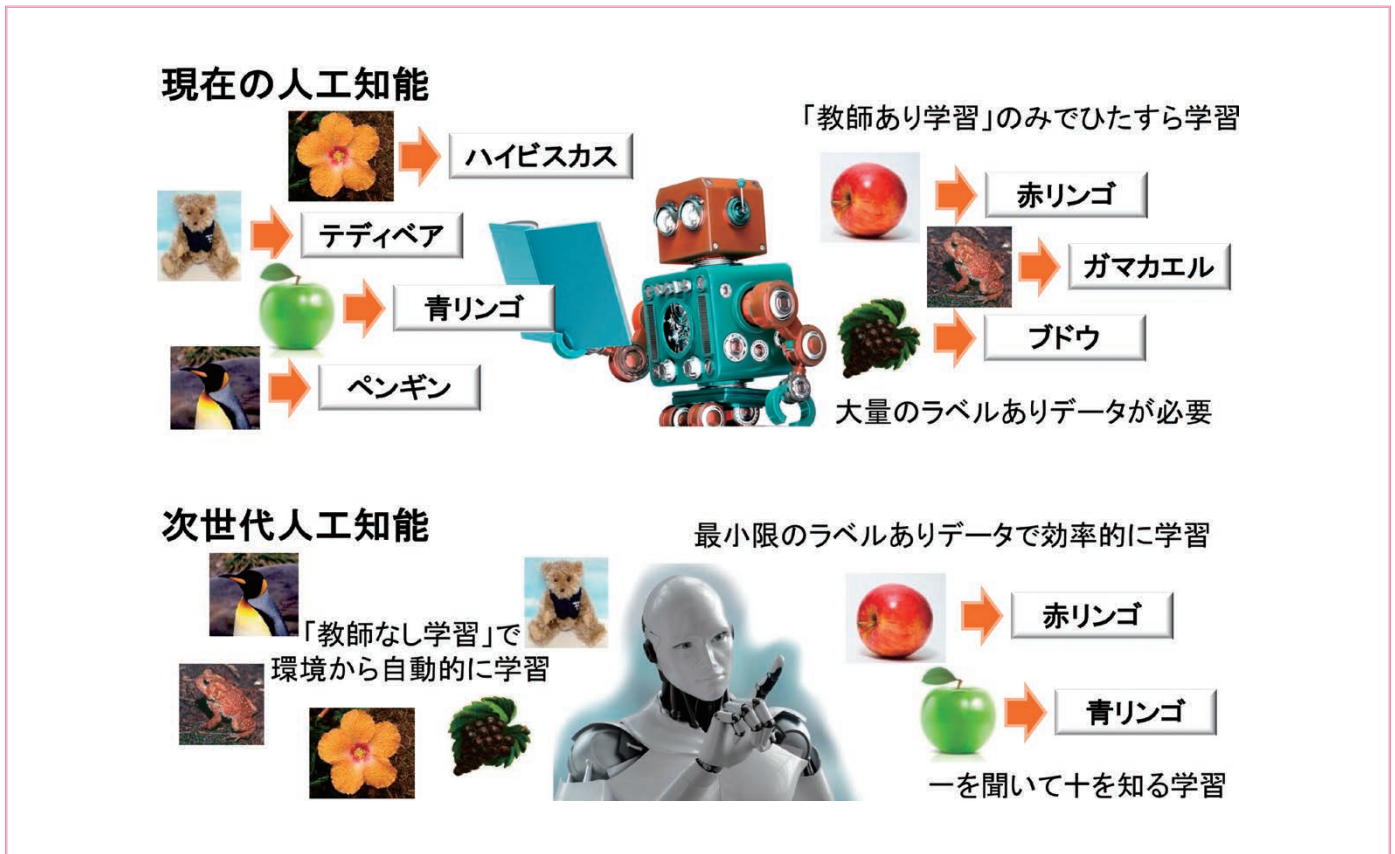 現在の人工知能
「教師あり学習」のみでひたすら学習
ハイビスカス
テディベア
青リンゴ
ペンギン
赤リンゴ
ガマカエル
ブドウ
大量のラベルありデータが必要
次世代人工知能
最小限のラベルありデータで効率的に学習
「教師なし学習」で
環境から自動的に学習
赤リンゴ
青リンゴ
一を聞いて十を知る学習